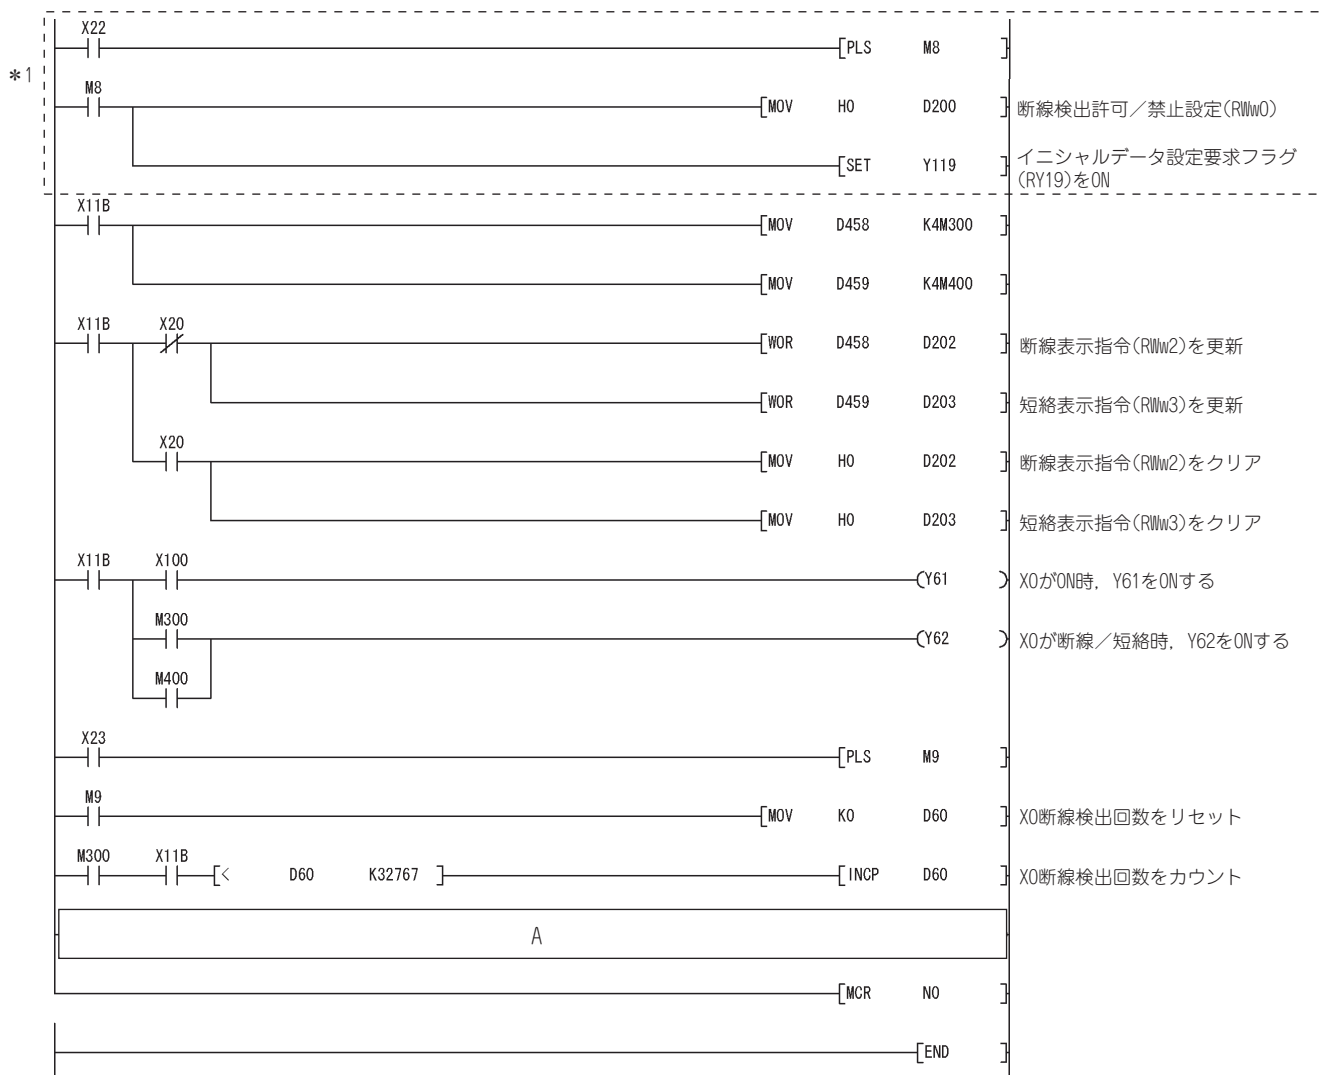 X22
[PLS M8 ]
*1
M8
[MOV H0 D200 ] 断線検出許可／禁止設定(RWw0)
[SET Y119 ] イニシャルデータ設定要求フラグ
(RY19)をON
X11B
[MOV D458 K4M300 ]
[MOV D459 K4M400 ]
X11B X20
[WOR D458 D202 ] 断線表示指令(RWw2)を更新
[WOR D459 D203 ] 短絡表示指令(RWw3)を更新
X20
[MOV H0 D202 ] 断線表示指令(RWw2)をクリア
[MOV H0 D203 ] 短絡表示指令(RWw3)をクリア
X11B X100
(Y61 ) X0がON時，Y61をONする
M300
(Y62 ) X0が断線／短絡時，Y62をONする
M400
X23
[PLS M9 ]
M9
[MOV K0 D60 ] X0断線検出回数をリセット
M300 X11B
[< D60 K32767 ] [INCP D60 ] X0断線検出回数をカウント
A
[MCR N0 ]
[END ]